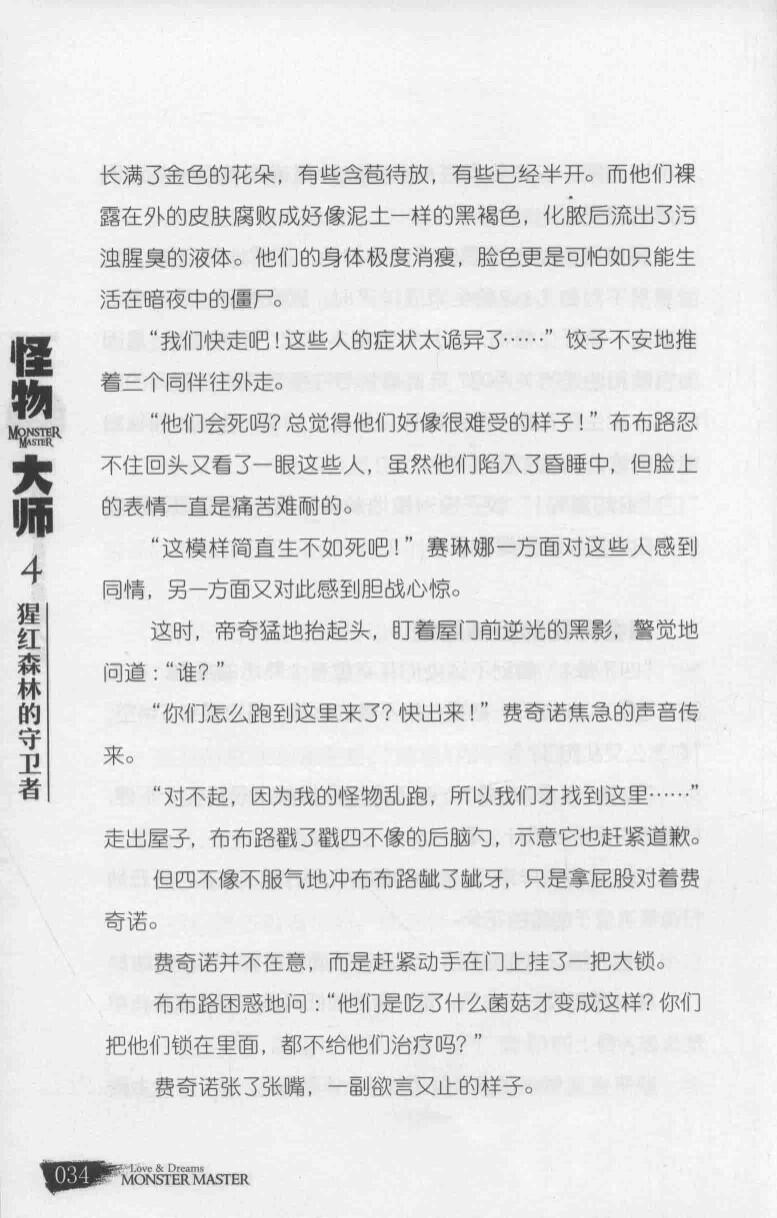 长满了金色的花朵，有些含苞待放，有些已经半开。而他们裸
露在外的皮肤腐败成好像泥土一样的黑褐色，化脓后流出了污
浊腥臭的液体。他们的身体极度消瘦，脸色更是可怕如只能生
活在暗夜中的僵尸。
“我们快走吧！这些人的症状太诡异了……”饺子不安地推
着三个同伴往外走。
“他们会死吗？总觉得他们好像很难受的样子！”布布路忍
不住回头又看了一眼这些人，虽然他们陷入了昏睡中，但脸上
的表情一直是痛苦难耐的。
“这模样简直生不如死吧！”赛琳娜一方面对这些人感到
同情，另一方面又对此感到胆战心惊。
这时，帝奇猛地抬起头，盯着屋门前逆光的黑影，警觉地
问道：“谁？”
“你们怎么跑到这里来了？快出来！”费奇诺焦急的声音传
来。
“对不起，因为我的怪物乱跑，所以我们才找到这里……”
走出屋子，布布路戳了戳四不像的后脑勺，示意它也赶紧道歉。
但四不像不服气地冲布布路龇了龇牙，只是拿屁股对着费
奇诺。
费奇诺并不在意，而是赶紧动手在门上挂了一把大锁。
布布路困惑地问：“他们是吃了什么菌菇才变成这样？你们
把他们锁在里面，都不给他们治疗吗？”
费奇诺张了张嘴，一副欲言又止的样子。
怪物
MONSTER
MASTER
大师
4
猩红森林的守卫者
034
Love & Dreams
MONSTER MASTER